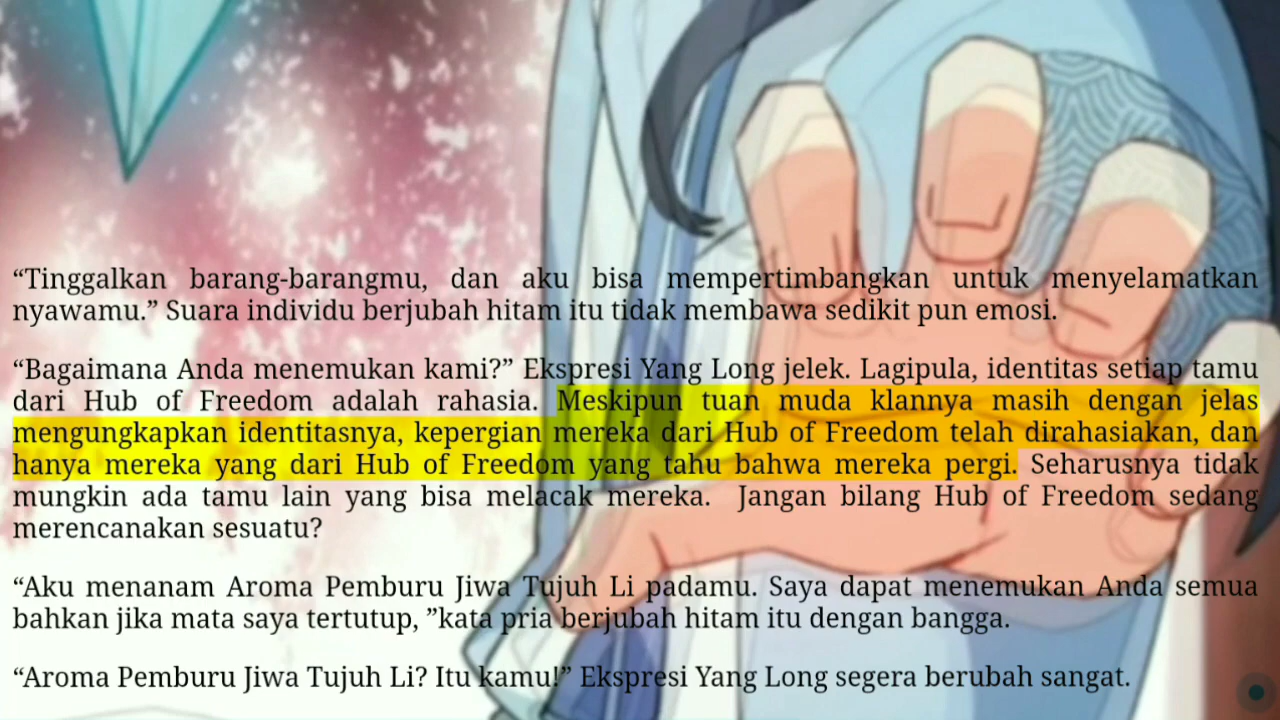 “Tinggalkan barang-barangmu, dan aku bisa mempertimbangkan untuk menyelamatkan
nyawamu.” Suara individu berjubah hitam itu tidak membawa sedikit pun emosi.
“Bagaimana Anda menemukan kami?” Ekspresi Yang Long jelek. Lagipula, identitas setiap tamu
dari Hub of Freedom adalah rahasia. Meskipun tuan muda klannya masih dengan jelas
mengungkapkan identitasnya, kepergian mereka dari Hub of Freedom telah dirahasiakan, dan
hanya mereka yang dari Hub of Freedom yang tahu bahwa mereka pergi. Seharusnya tidak
mungkin ada tamu lain yang bisa melacak mereka. Jangan bilang Hub of Freedom sedang
merencanakan sesuatu?
“Aku menanam Aroma Pemburu Jiwa Tujuh Li padamu. Saya dapat menemukan Anda semua
bahkan jika mata saya tertutup, ”kata pria berjubah hitam itu dengan bangga.
“Aroma Pemburu Jiwa Tujuh Li? Itu kamu!” Ekspresi Yang Long segera berubah sangat.